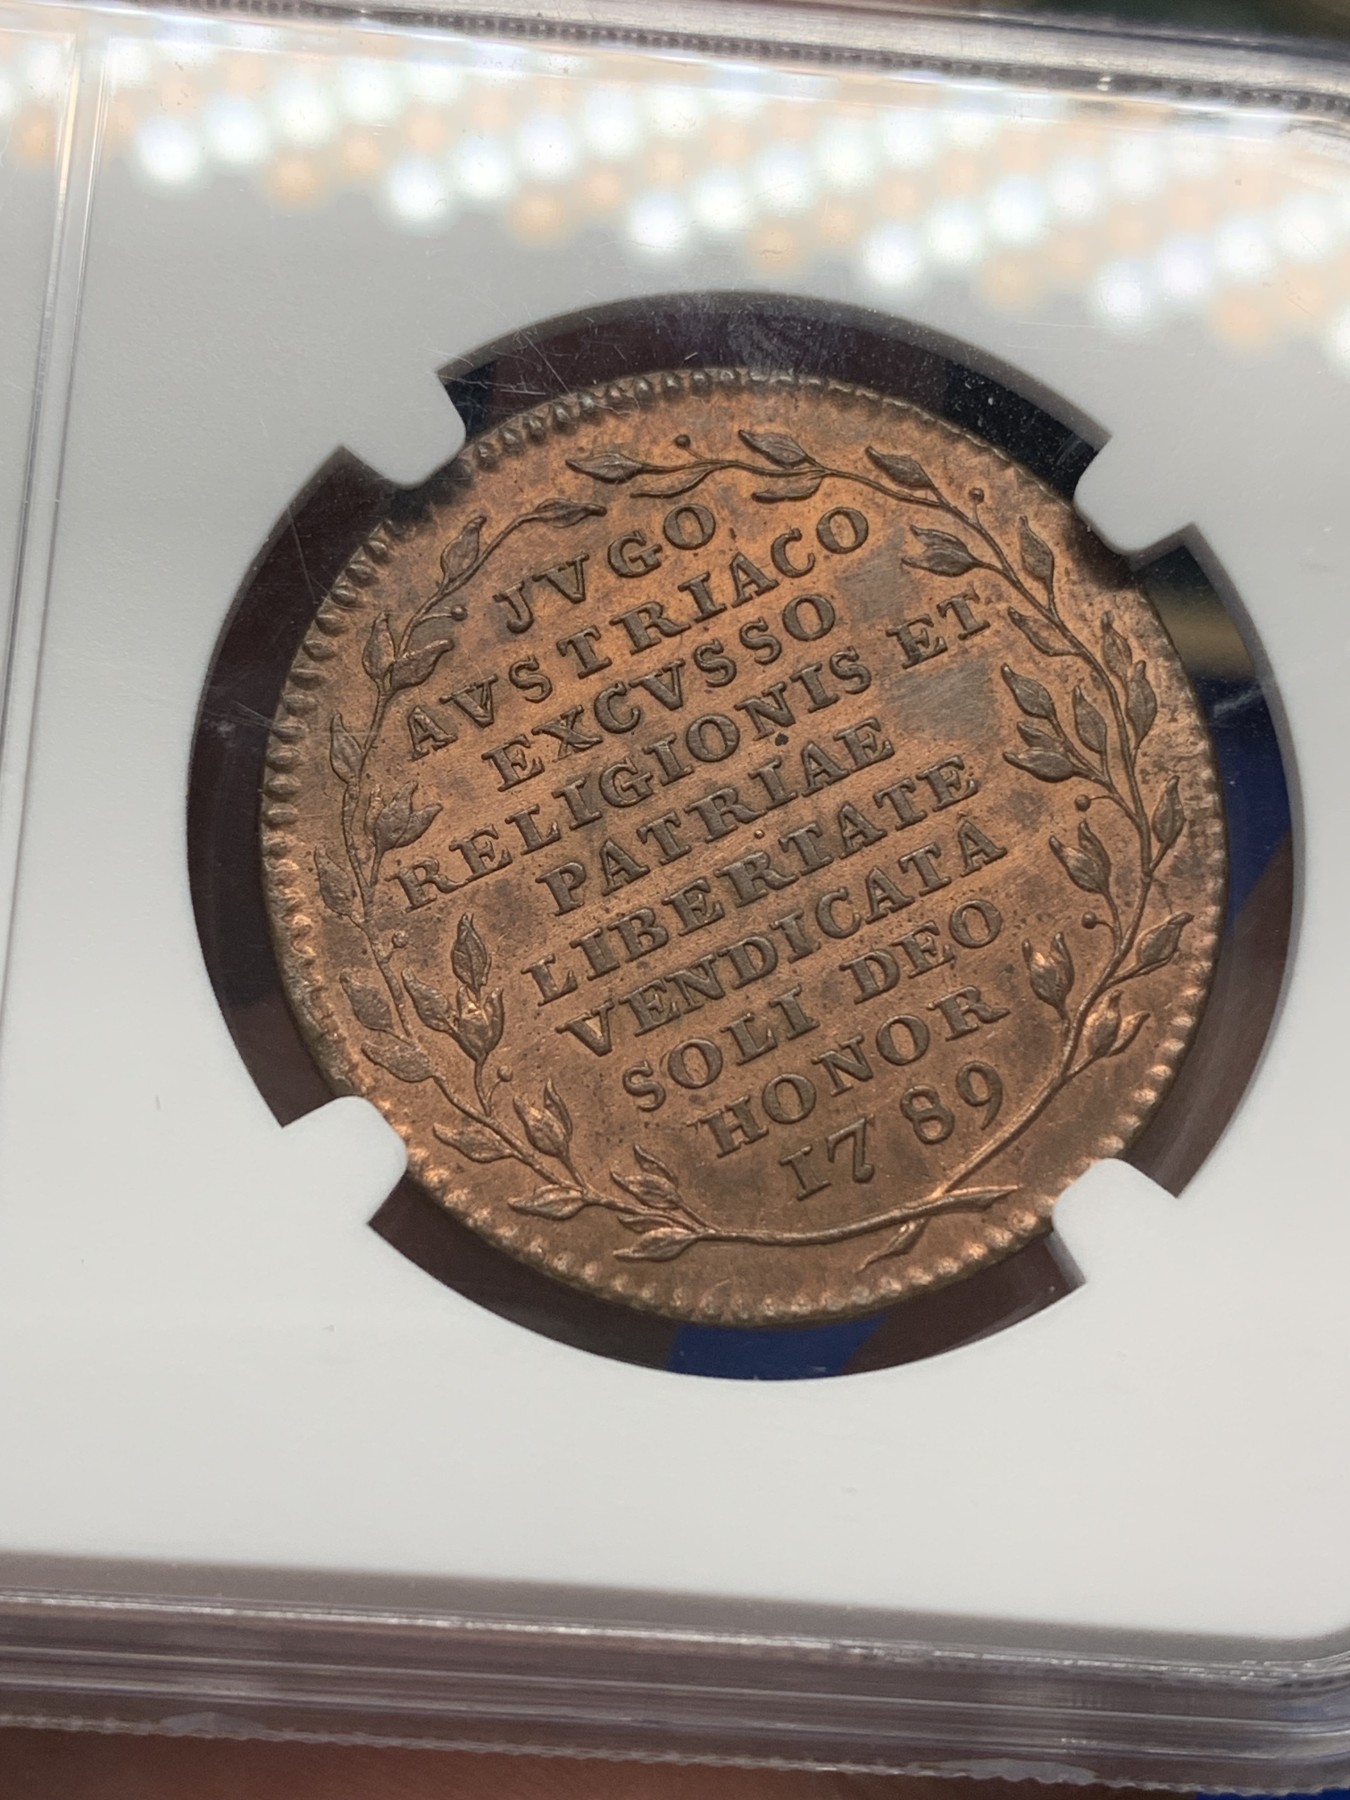 JVGO
AVSTRIACO
EXCVSSO
RELIGIONIS ET
PATRIAE
LIBERTATE
VENDICATA
SOLI DEO
HONOR
1789